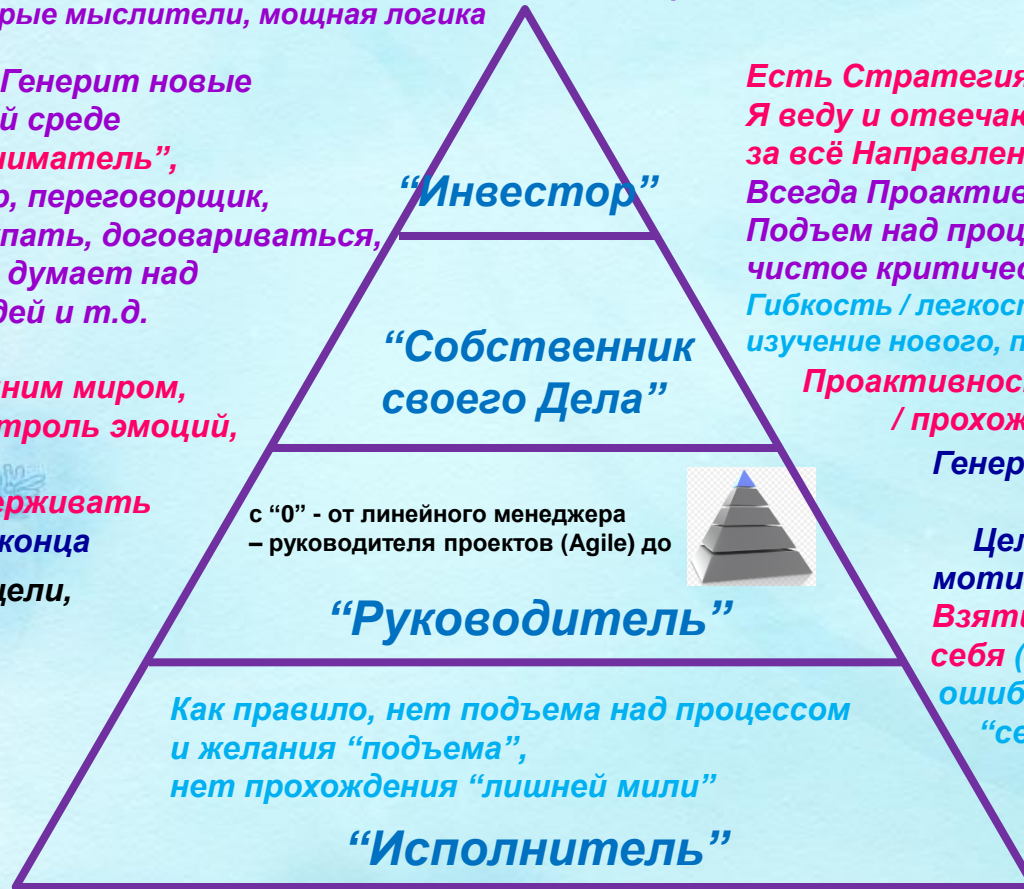 рые мыслители, мощная логика
Генерит новые
й среде
ниматель”,
р, переговорщик,
пать, договариваться,
думает над
дей и т.д.
ним миром,
троль эмоций,
ерживать
конца
цели,
“Инвестор”
“Собственник
своего Дела”
с “0” - от линейного менеджера
– руководителя проектов (Agile) до
“Руководитель”
Как правило, нет подъема над процессом
и желания “подъема”,
нет прохождения “лишней мили”
“Исполнитель”
Есть Стратегия
Я веду и отвечаю
за всё Направлен
Всегда Проактив
Подъем над проц
чистое критичес
Гибкость / легкост
изучение нового, п
Проактивнос
/ прохож
Генер
Цел
моти
Взяти
себя (
ошиб
“се